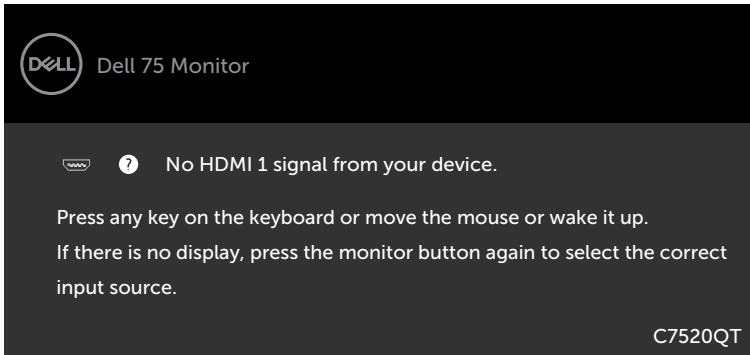 DELL
Dell 75 Monitor
? No HDMI 1 signal from your device.
Press any key on the keyboard or move the mouse or wake it up.
If there is no display, press the monitor button again to select the correct
input source.
C7520QT